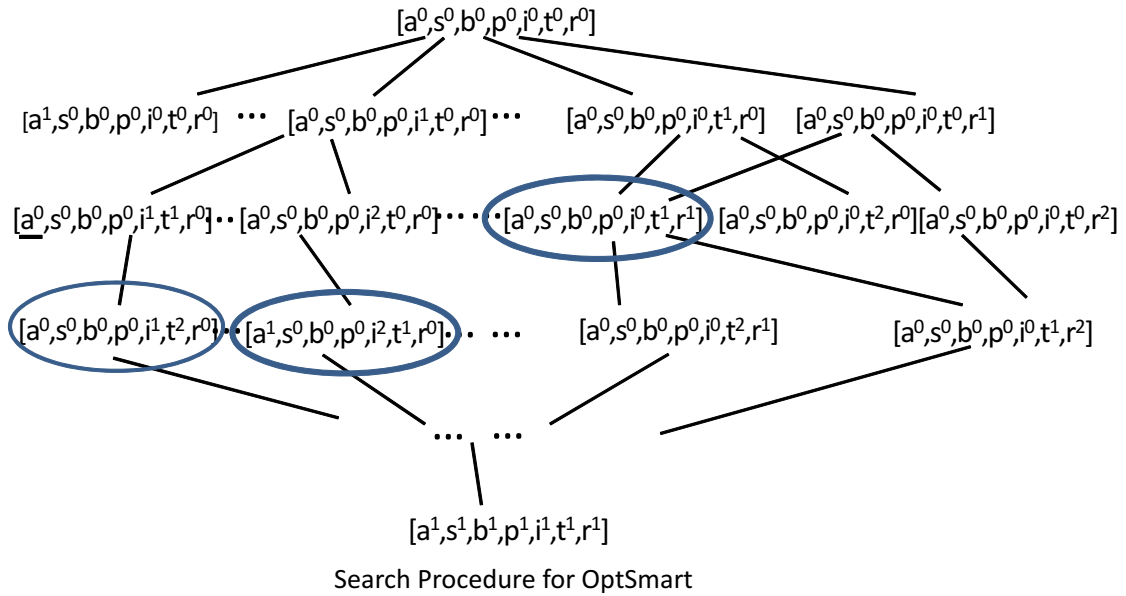 [a⁰,s⁰,b⁰,p⁰,i⁰,t⁰,r⁰]
[a¹,s⁰,b⁰,p⁰,i⁰,t⁰,r⁰] ... [a⁰,s⁰,b⁰,p⁰,i¹,t⁰,r⁰] ... [a⁰,s⁰,b⁰,p⁰,i⁰,t¹,r⁰] [a⁰,s⁰,b⁰,p⁰,i⁰,t⁰,r¹]
[a⁰,s⁰,b⁰,p⁰,i¹,t¹,r⁰] ... [a⁰,s⁰,b⁰,p⁰,i²,t⁰,r⁰] ... ... [a⁰,s⁰,b⁰,p⁰,i⁰,t¹,r¹] [a⁰,s⁰,b⁰,p⁰,i⁰,t²,r⁰] [a⁰,s⁰,b⁰,p⁰,i⁰,t⁰,r²]
[a⁰,s⁰,b⁰,p⁰,i¹,t²,r⁰] ... [a¹,s⁰,b⁰,p⁰,i²,t¹,r⁰] ... ... [a⁰,s⁰,b⁰,p⁰,i⁰,t²,r¹] [a⁰,s⁰,b⁰,p⁰,i⁰,t¹,r²]
... ...
[a¹,s¹,b¹,p¹,i¹,t¹,r¹]
Search Procedure for OptSmart